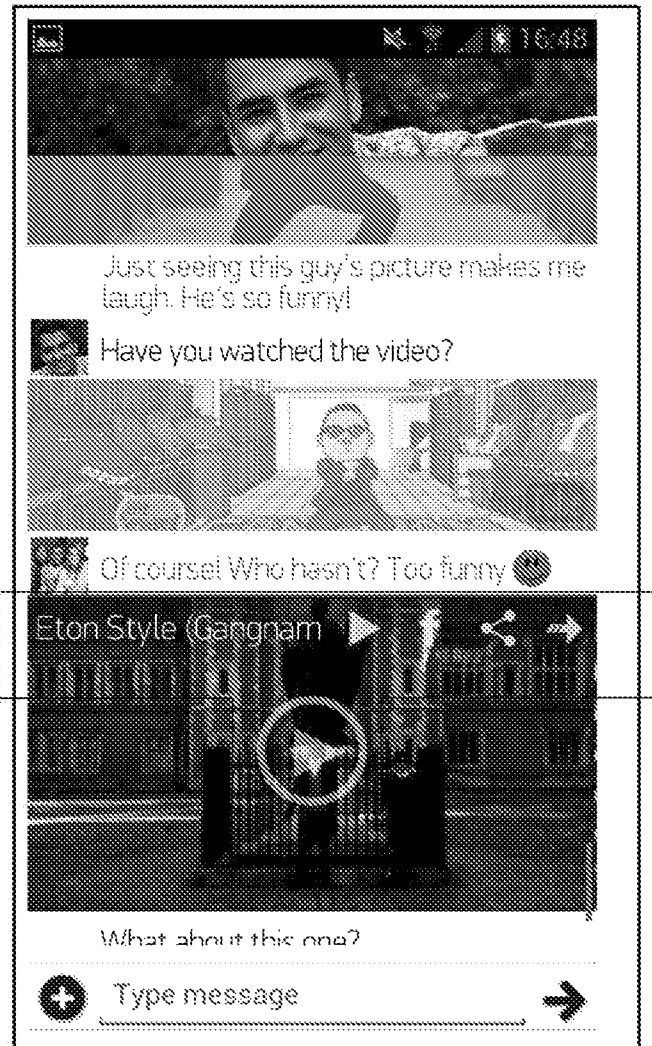 16:48
Just seeing this guy's picture makes me
laugh. He's so funny!
Have you watched the video?
Of course! Who hasn't? Too funny
Eton Style (Gangnam
What about this one?
Type message